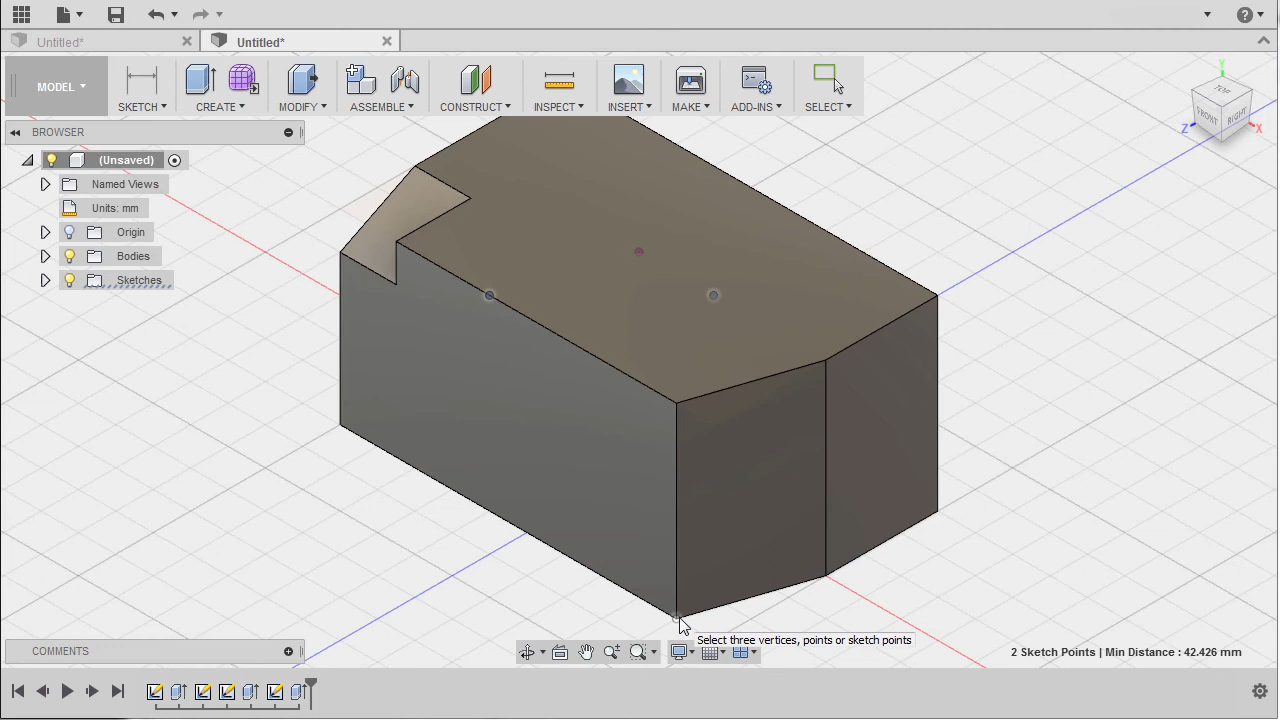 Untitled*
Untitled*
MODEL
SKETCH
CREATE
MODIFY
ASSEMBLE
CONSTRUCT
INSPECT
INSERT
MAKE
ADD-INS
SELECT
Y
TOP
FRONT
RIGHT
Z
X
BROWSER
(Unsaved)
Named Views
Units: mm
Origin
Bodies
Sketches
Select three vertices, points or sketch points
COMMENTS
2 Sketch Points | Min Distance : 42.426 mm